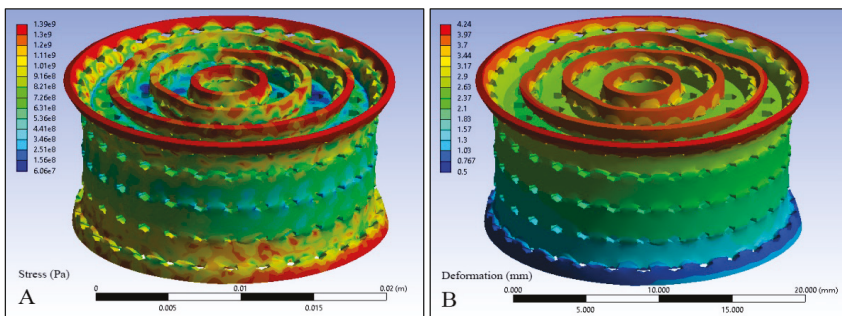 1.39e9
1.3e9
1.2e9
1.11e9
1.01e9
9.16e8
8.21e8
7.26e8
6.31e8
5.36e8
4.41e8
3.46e8
2.51e8
1.56e8
6.06e7
Stress (Pa)
A
0
0.01
0.02 (m)
0.005
0.015
4.24
3.97
3.7
3.44
3.17
2.9
2.63
2.37
2.1
1.83
1.57
1.3
1.03
0.767
0.5
Deformation (mm)
B
0.000
10.000
20.000 (mm)
5.000
15.000